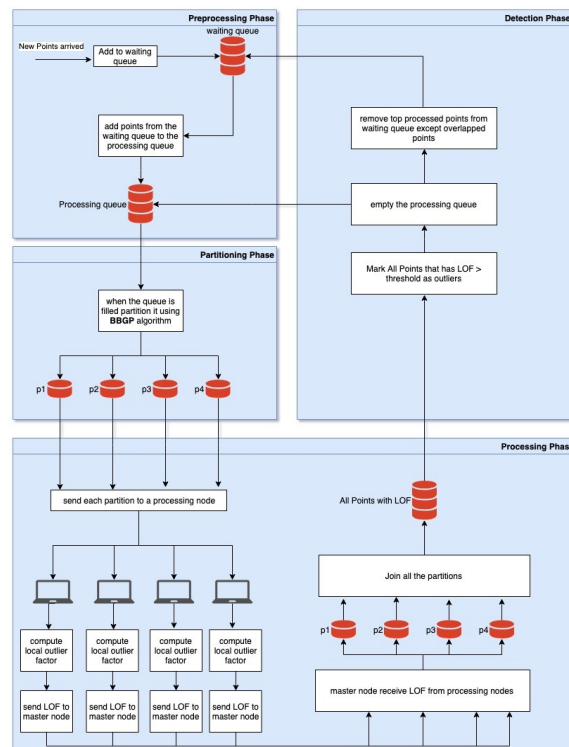 Preprocessing Phase
waiting queue
New Points arrived
Add to waiting
queue
add points from the
waiting queue to the
processing queue
Processing queue
Detection Phase
remove top processed points from
waiting queue except overlapped
points
empty the processing queue
Mark All Points that has LOF >
threshold as outliers
Partitioning Phase
when the queue is
filled partition it using
BBGP algorithm
p1
p2
p3
p4
Processing Phase
send each partition to a processing node
compute
local outlier
factor
compute
local outlier
factor
compute
local outlier
factor
compute
local outlier
factor
send LOF to
master node
send LOF to
master node
send LOF to
master node
send LOF to
master node
All Points with LOF
Join all the partitions
p1
p2
p3
p4
master node receive LOF from processing nodes